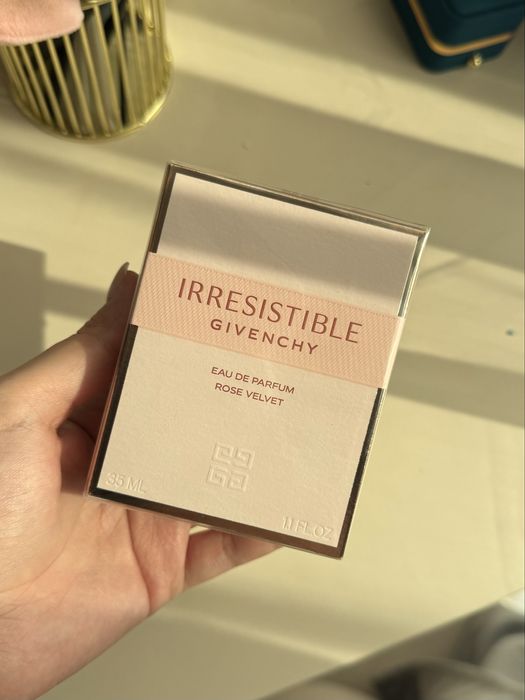 IRRESISTIBLE
GIVENCHY
EAU DE PARFUM
ROSE VELVET
35 ML
1.1 FL.OZ